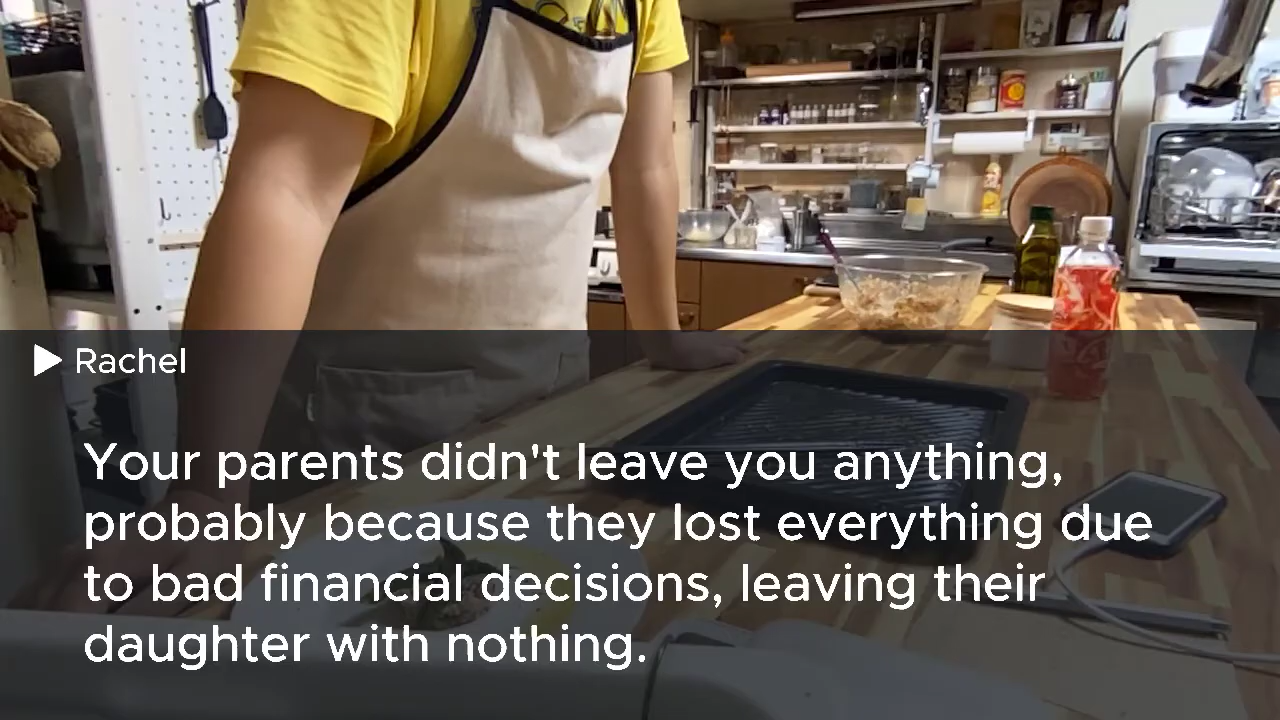 Rachel
Your parents didn't leave you anything,
probably because they lost everything due
to bad financial decisions, leaving their
daughter with nothing.